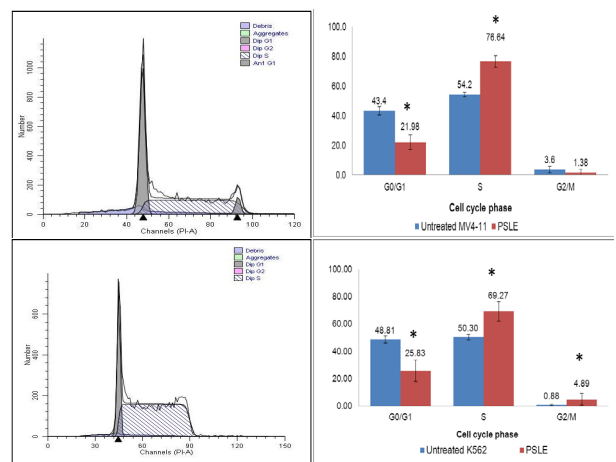 Debris
Aggregates
Dip G1
Dip G2
Dip S
An1 G1
Number
1000
800
600
400
200
0
0 20 40 60 80 100 120
Channels (PI-A)
100.0
80.0
60.0
40.0
20.0
0.0
43.4
*
21.98
54.2
*
76.64
3.6
1.38
G0/G1 S G2/M
Cell cycle phase
Untreated MV4-11 PSLE
Debris
Aggregates
Dip G1
Dip G2
Dip S
Number
600
400
200
0
0 30 60 90 120 150
Channels (PI-A)
100.00
80.00
60.00
40.00
20.00
0.00
48.81
*
25.83
50.30
*
69.27
0.88
*
4.89
G0/G1 S G2/M
Cell cycle phase
Untreated K562 PSLE